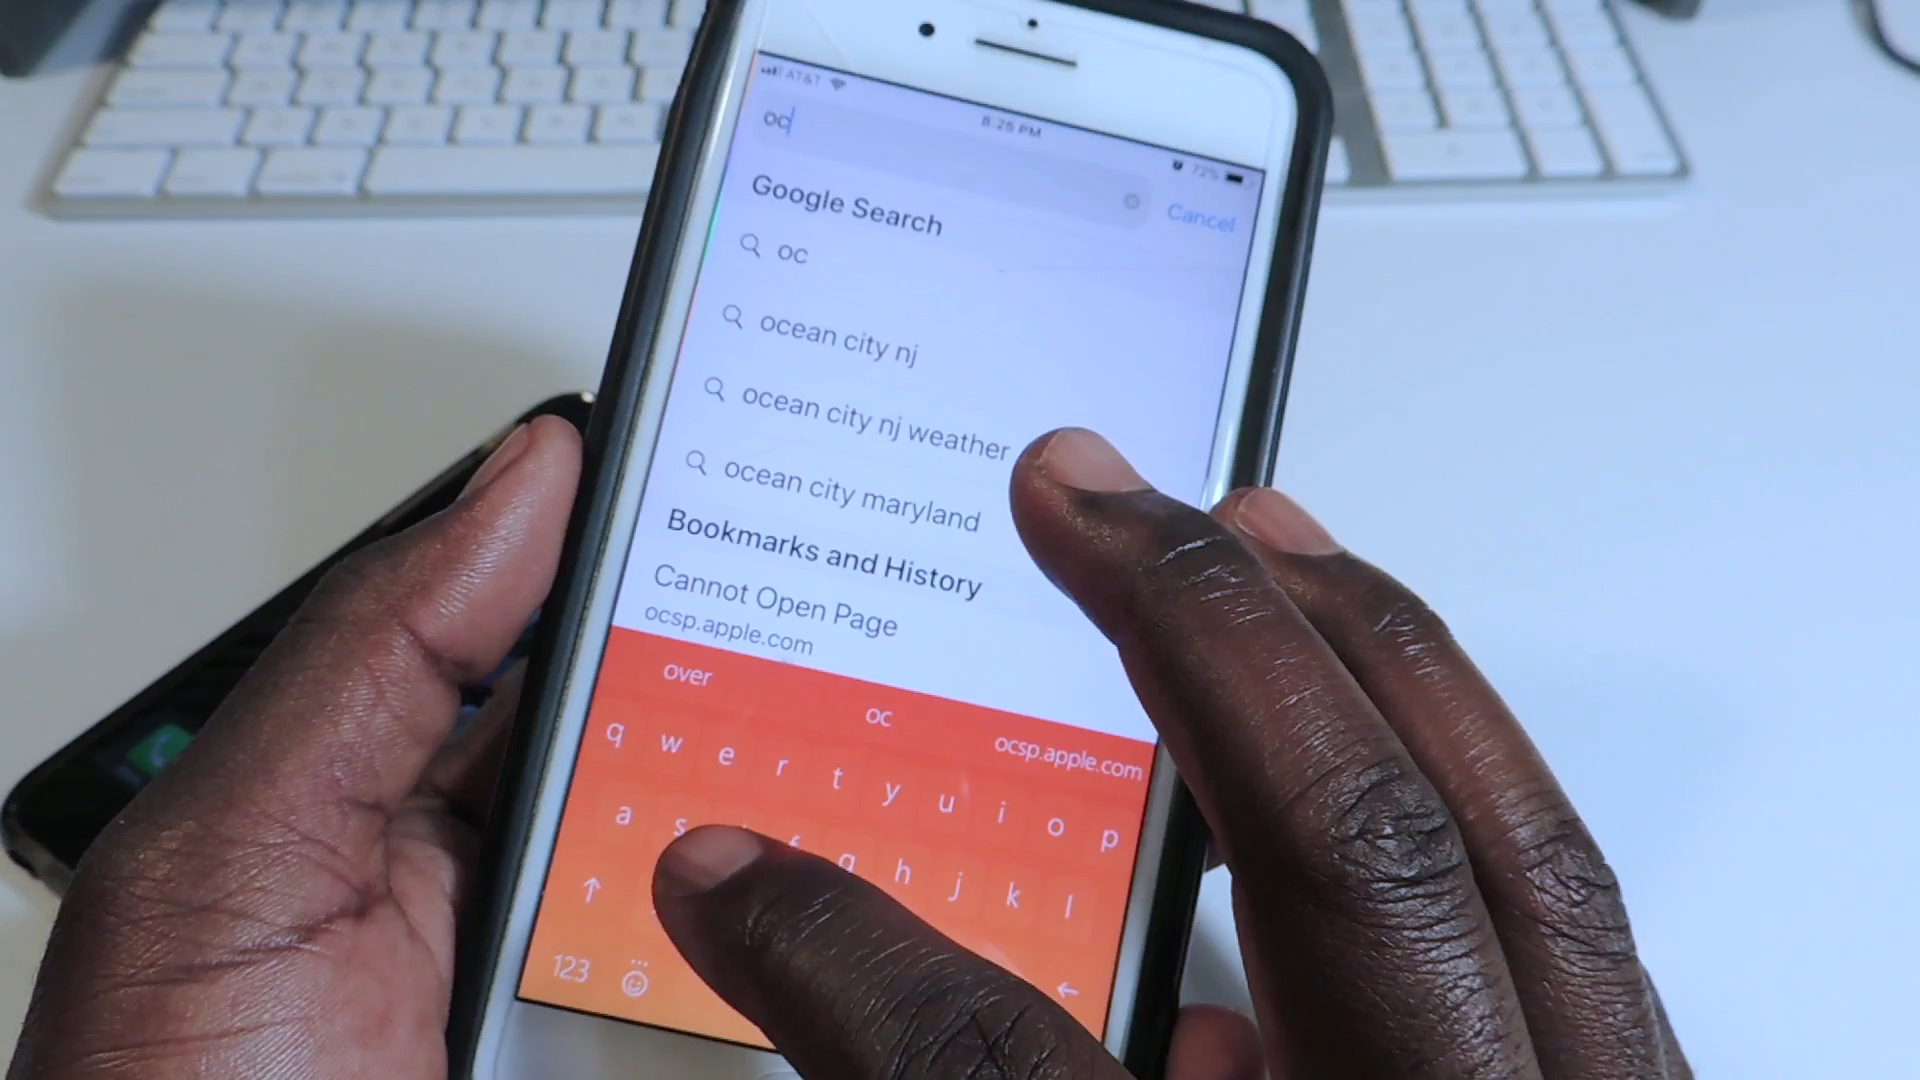 AT&T
8:25 PM
72%
oc
Cancel
Google Search
oc
ocean city nj
ocean city nj weather
ocean city maryland
Bookmarks and History
Cannot Open Page
ocsp.apple.com
over oc ocsp.apple.com
q w e r t y u i o p
a s f g h j k l
123